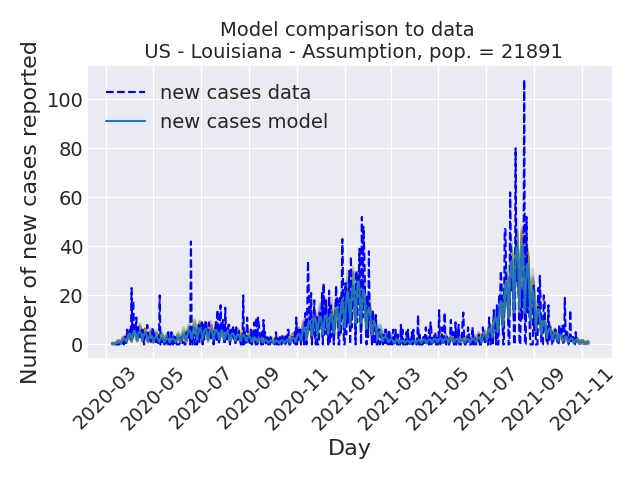 Model comparison to data
US - Louisiana - Assumption, pop. = 21891
Number of new cases reported
100
80
60
40
20
0
new cases data
new cases model
2020-03
2020-05
2020-07
2020-09
2020-11
2021-01
2021-03
2021-05
2021-07
2021-09
2021-11
Day